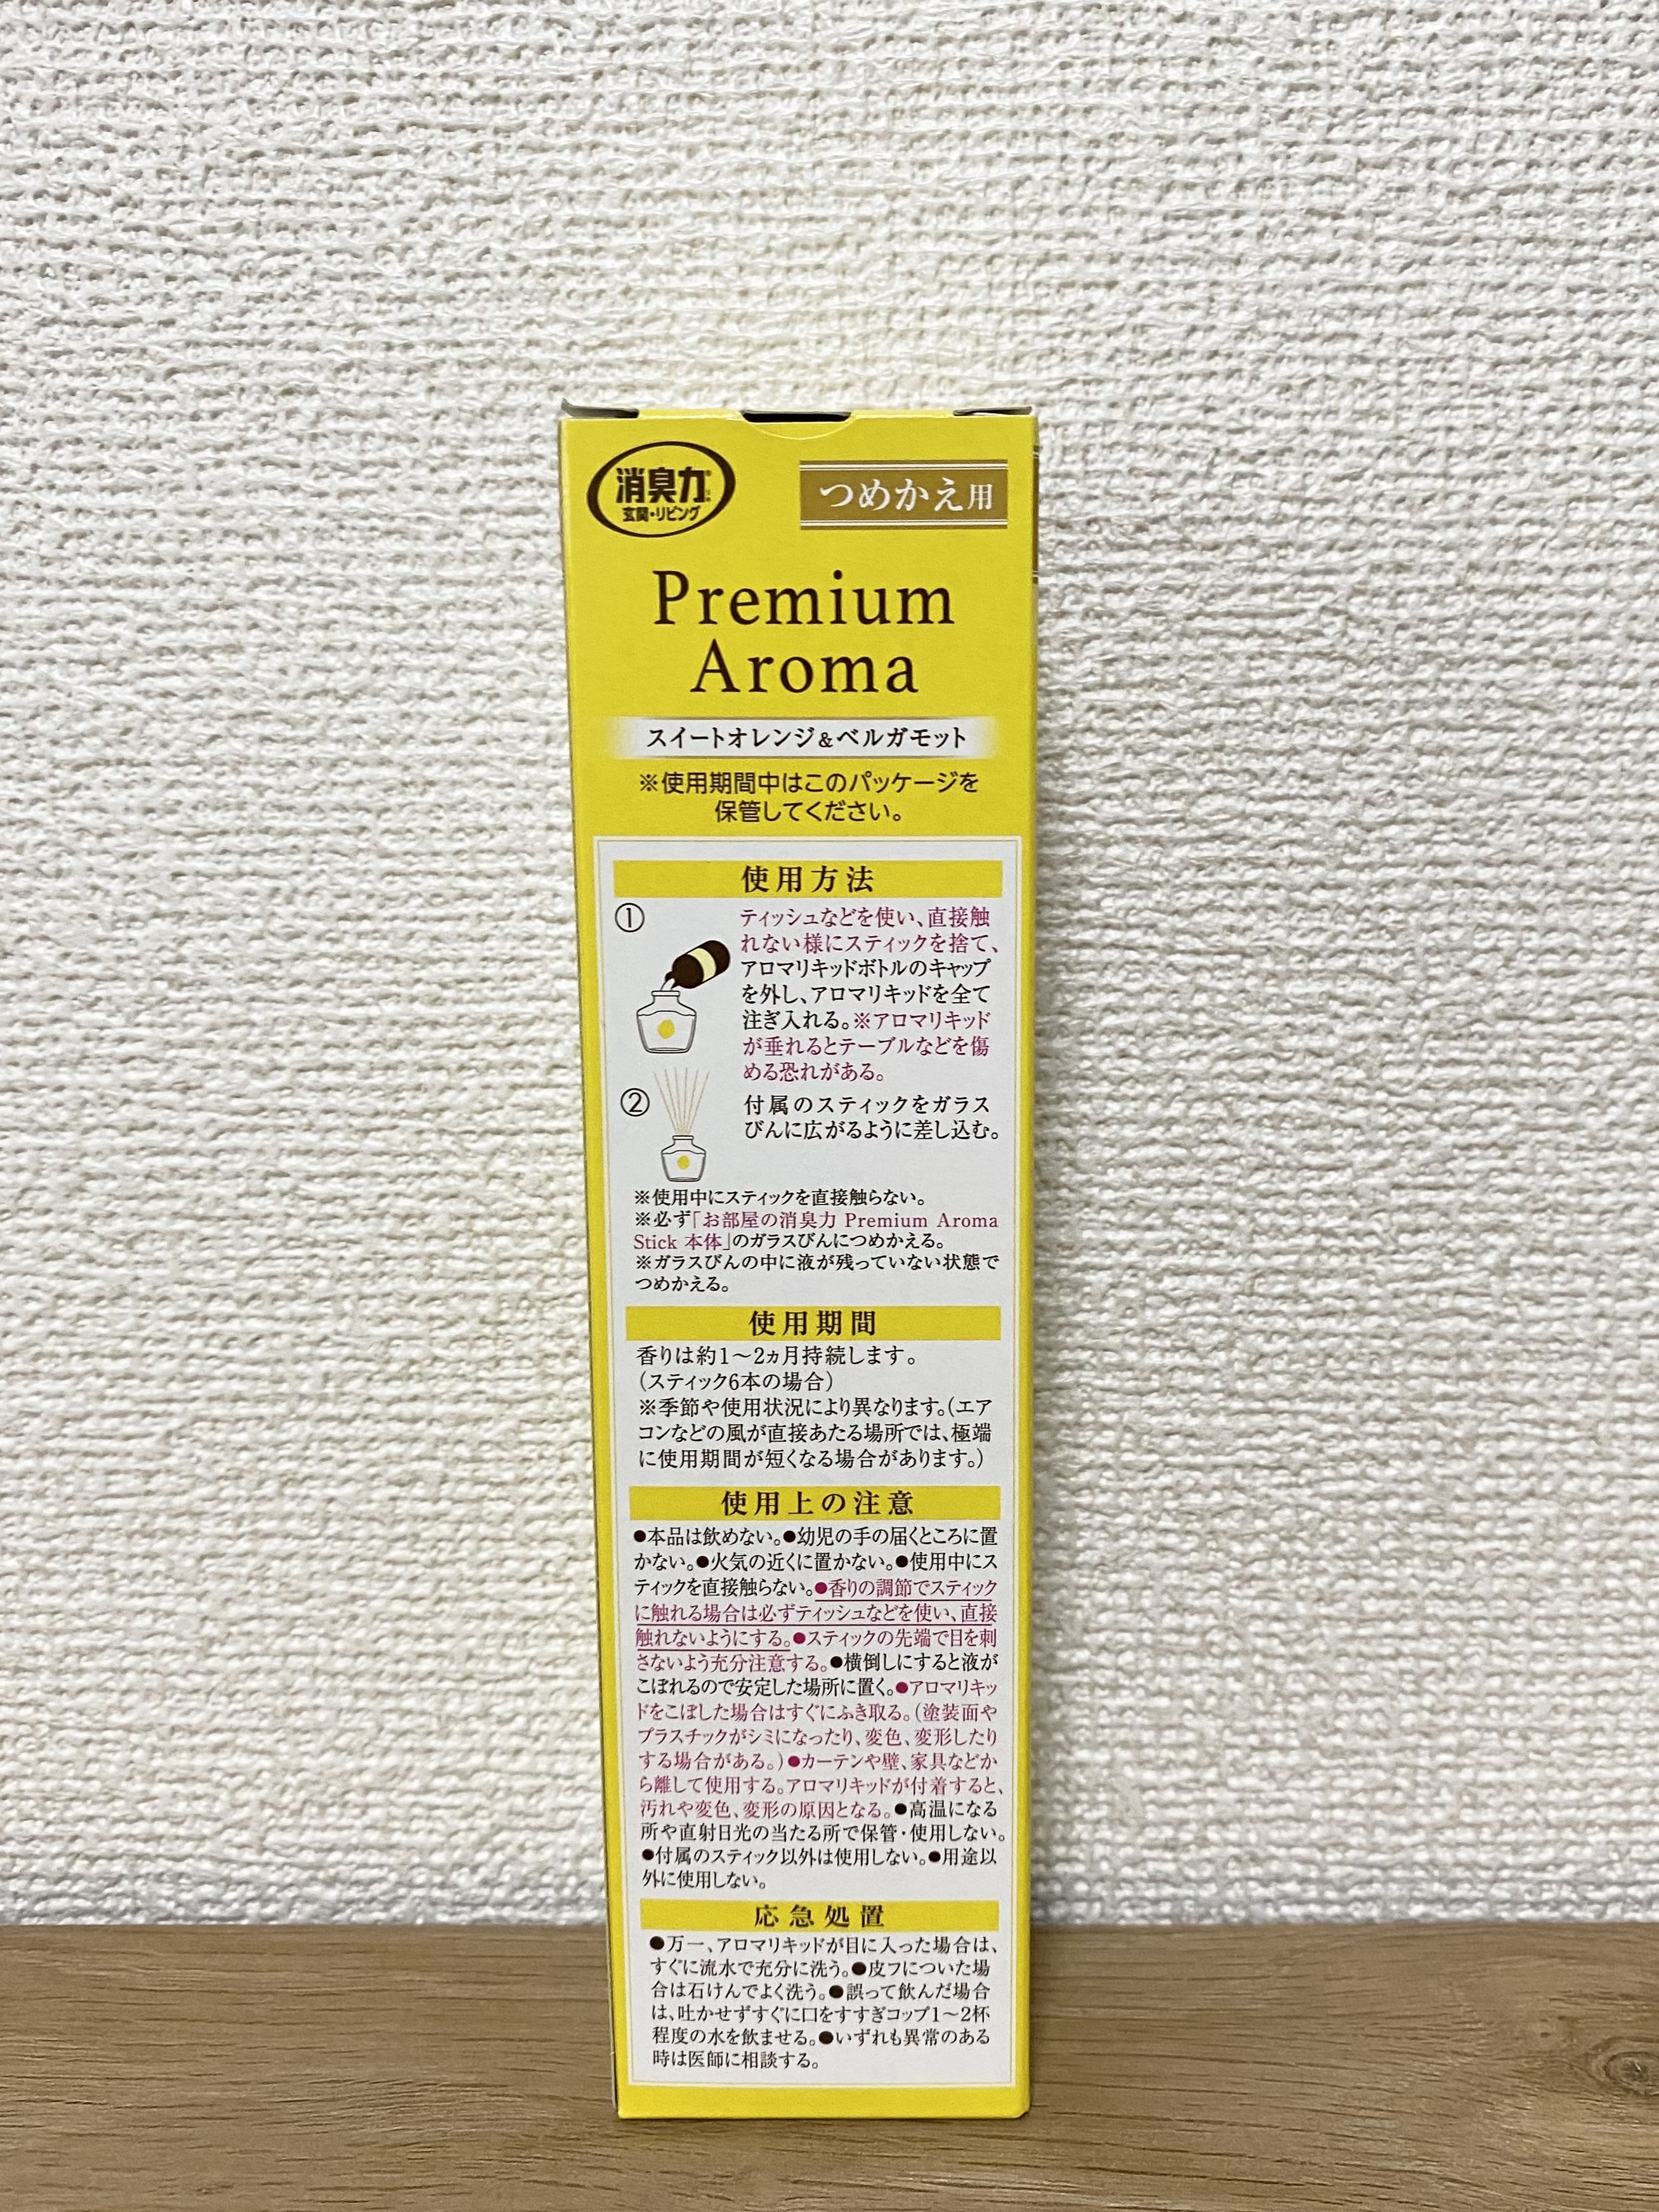 消臭力
玄関・リビング
つめかえ用
Premium
Aroma
スイートオレンジ&ベルガモット
※使用期間中はこのパッケージを
保管してください。
使用方法
①
ティッシュなどを使い、直接触
れない様にスティックを捨て、
アロマリキッドボトルのキャップ
を外し、アロマリキッドを全て
注ぎ入れる。※アロマリキッド
が垂れるとテーブルなどを傷
める恐れがある。
②
付属のスティックをガラス
びんに広がるように差し込む。
※使用中にスティックを直接触らない。
※必ず「お部屋の消臭力 Premium Aroma
Stick 本体」のガラスびんにつめかえる。
※ガラスびんの中に液が残っていない状態で
つめかえる。
使用期間
香りは約1～2ヵ月持続します。
（スティック6本の場合）
※季節や使用状況により異なります。（エア
コンなどの風が直接あたる場所では、極端
に使用期間が短くなる場合があります。）
使用上の注意
●本品は飲めない。●幼児の手の届くところに置
かない。●火気の近くに置かない。●使用中にス
ティックを直接触らない。●香りの調節でスティック
に触れる場合は必ずティッシュなどを使い、直接
触れないようにする。●スティックの先端で目を刺
さないよう充分注意する。●横倒しにすると液が
こぼれるので安定した場所に置く。●アロマリキッ
ドをこぼした場合はすぐにふき取る。（塗装面や
プラスチックがシミになったり、変色、変形したり
する場合がある。）●カーテンや壁、家具などか
ら離して使用する。アロマリキッドが付着すると、
汚れや変色、変形の原因となる。●高温になる
所や直射日光の当たる所で保管・使用しない。
●付属のスティック以外は使用しない。●用途以
外に使用しない。
応急処置
●万一、アロマリキッドが目に入った場合は、
すぐに流水で充分に洗う。●皮フについた場
合は石けんでよく洗う。●誤って飲んだ場合
は、吐かせずすぐに口をすすぎコップ1～2杯
程度の水を飲ませる。●いずれも異常のある
時は医師に相談する。